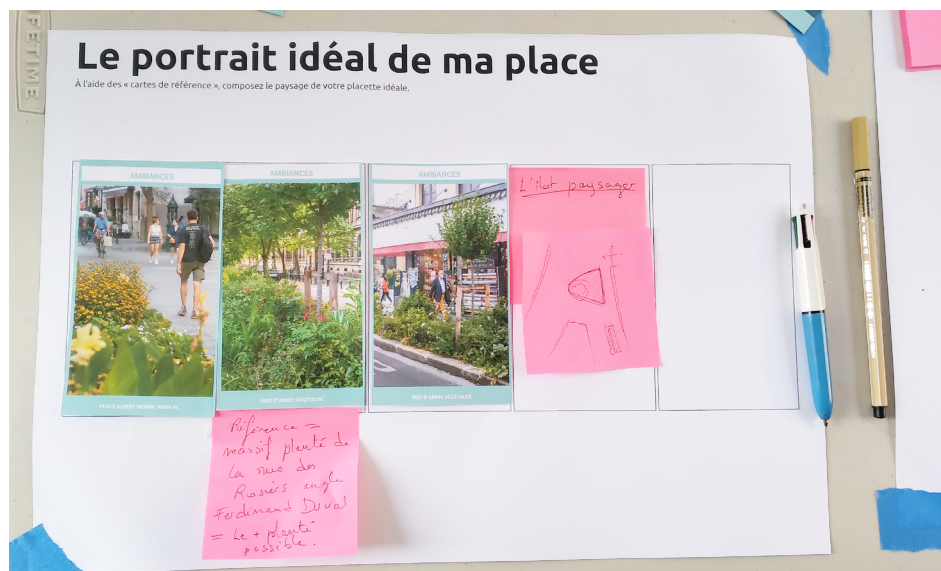 OFETIME
Le portrait idéal de ma place
À l'aide des « cartes de référence », composez le paysage de votre placette idéale.
AMBIANCES
PLACE ALBERT PARIS 4E
AMBIANCES
PIED D'ARBRE VÉGÉTALISÉ
AMBIANCES
PIED D'ARBRE VÉGÉTALISÉ
L'îlot paysager
Référence =
massif planté de
la rue des
Rosiers angle
Ferdinand Duval
= Le + planté
possible.